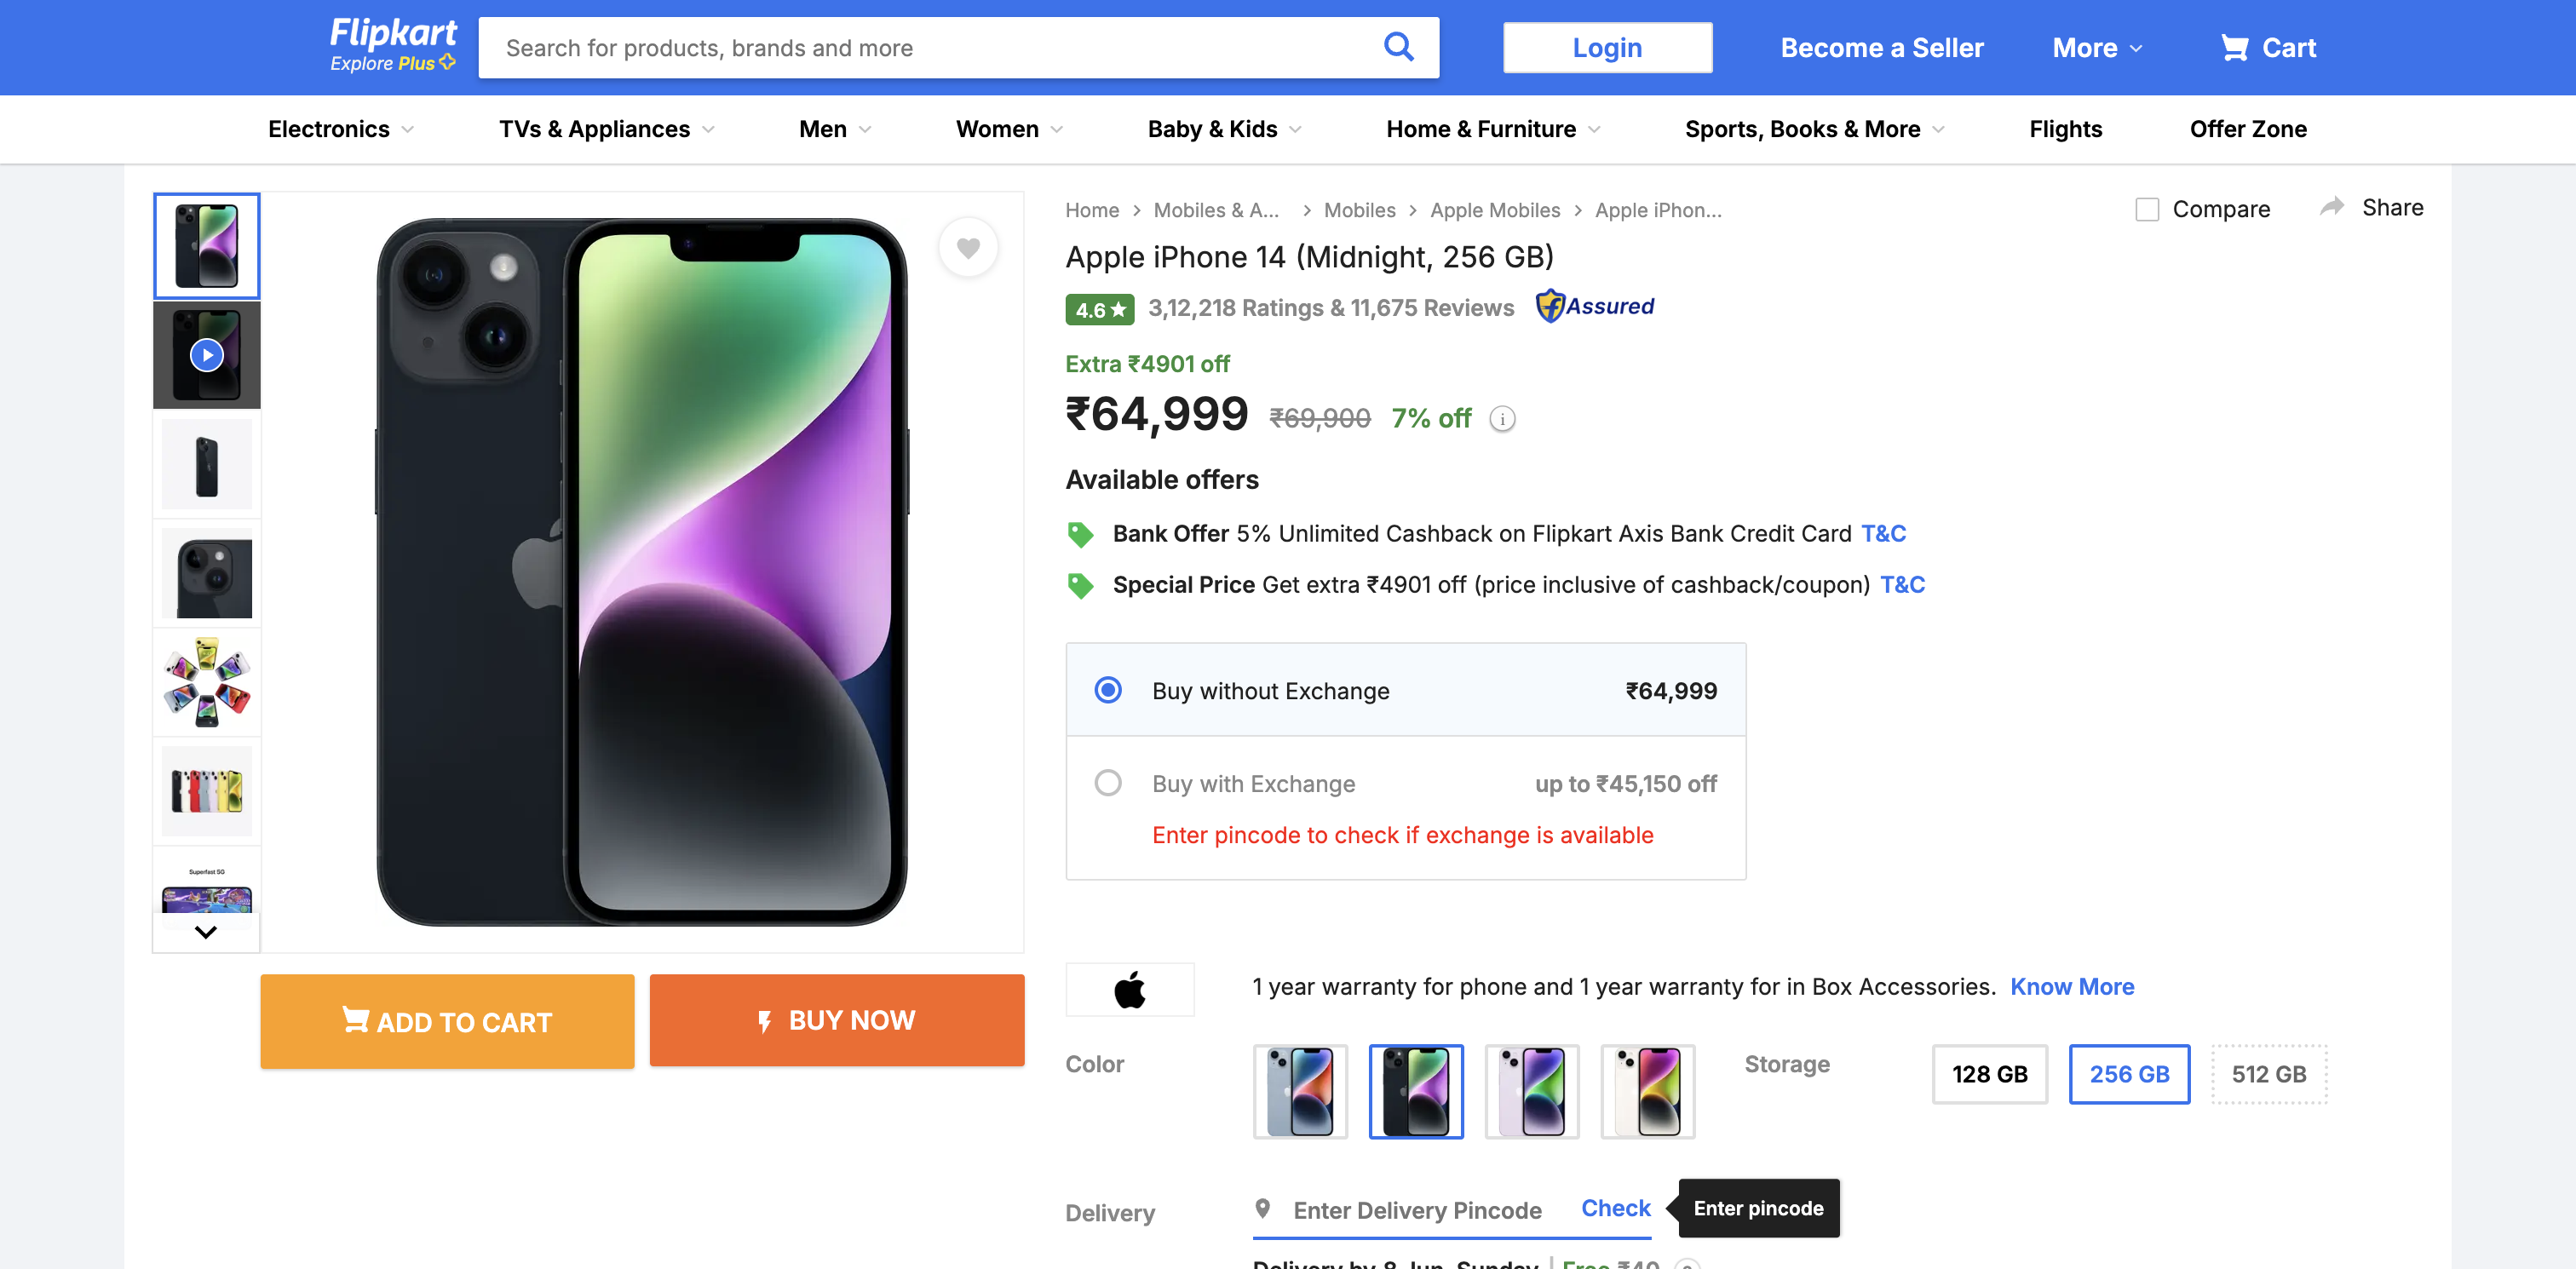 Flipkart
Explore Plus
Search for products, brands and more
Login
Become a Seller
More
Cart
Electronics
TVs & Appliances
Men
Women
Baby & Kids
Home & Furniture
Sports, Books & More
Flights
Offer Zone
Home > Mobiles & A... > Mobiles > Apple Mobiles > Apple iPhon...
Compare
Share
Apple iPhone 14 (Midnight, 256 GB)
4.6★ 3,12,218 Ratings & 11,675 Reviews
Assured
Extra ₹4901 off
₹64,999 ₹69,900 7% off
Available offers
Bank Offer 5% Unlimited Cashback on Flipkart Axis Bank Credit Card T&C
Special Price Get extra ₹4901 off (price inclusive of cashback/coupon) T&C
Buy without Exchange ₹64,999
Buy with Exchange up to ₹45,150 off
Enter pincode to check if exchange is available
Superfast 5G
ADD TO CART
BUY NOW
1 year warranty for phone and 1 year warranty for in Box Accessories. Know More
Color
Storage
128 GB
256 GB
512 GB
Delivery
Enter Delivery Pincode
Check
Enter pincode
Delivery by 8 Jun, Sunday | Free ₹40